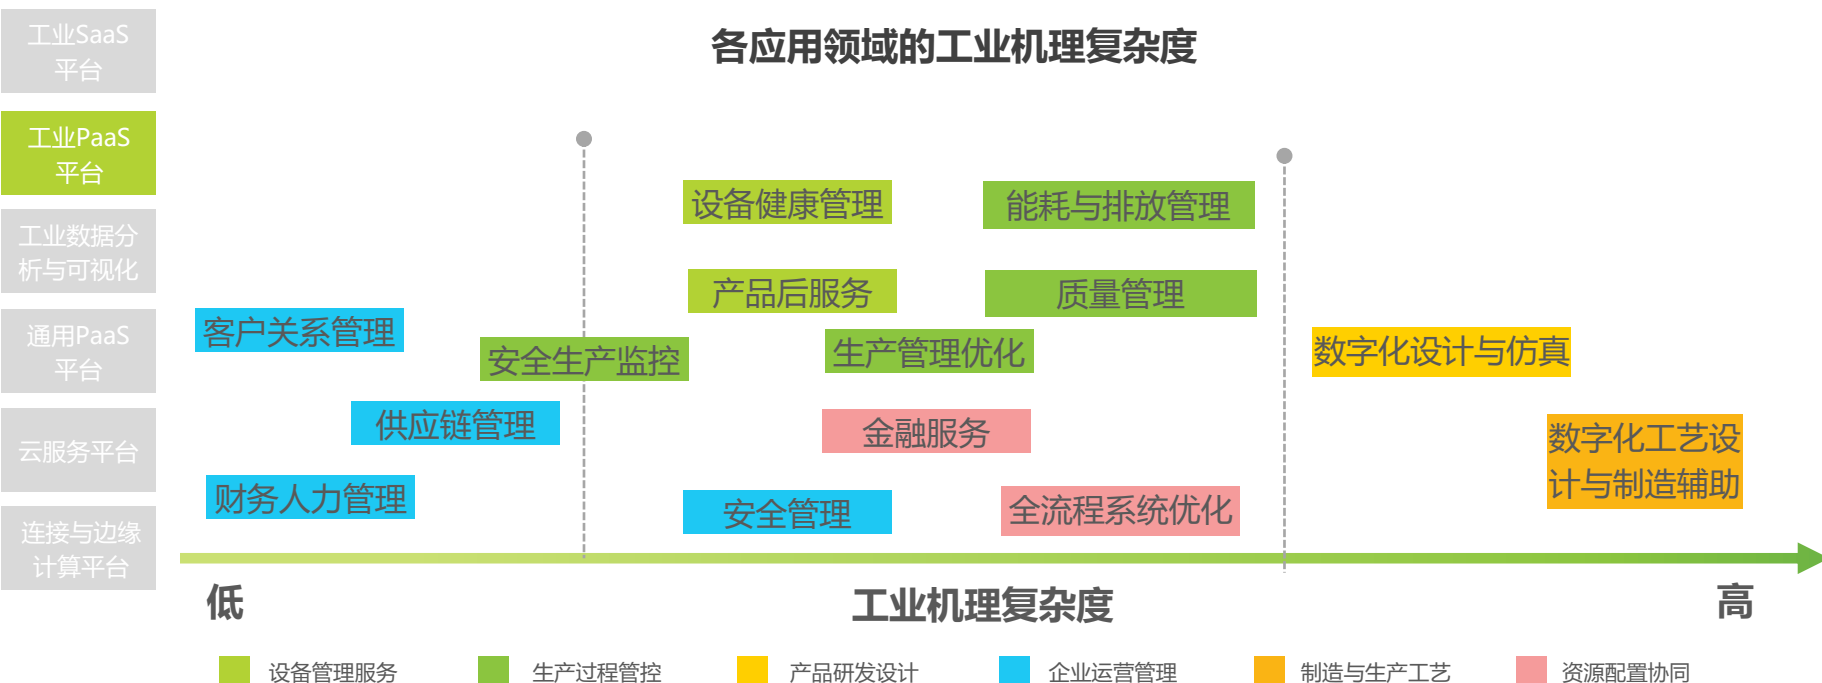 工业SaaS
平台
工业PaaS
平台
工业数据分
析与可视化
通用PaaS
平台
云服务平台
连接与边缘
计算平台
各应用领域的工业机理复杂度
设备健康管理
能耗与排放管理
产品后服务
质量管理
客户关系管理
安全生产监控
生产管理优化
数字化设计与仿真
供应链管理
金融服务
数字化工艺设
计与制造辅助
财务人力管理
安全管理
全流程系统优化
低
工业机理复杂度
高
设备管理服务
生产过程管控
产品研发设计
企业运营管理
制造与生产工艺
资源配置协同